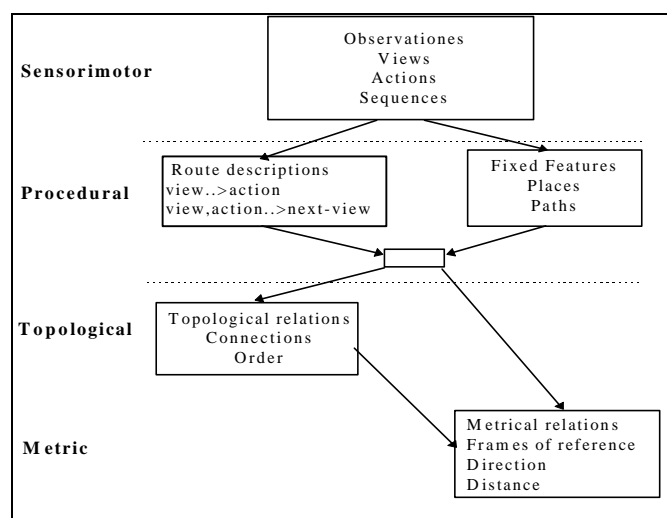 Sensorimotor
Observationes
Views
Actions
Sequences
Procedural
Route descriptions
view..>action
view,action..>next-view
Fixed Features
Places
Paths
Topological
Topological relations
Connections
Order
Metric
Metrical relations
Frames of reference
Direction
Distance